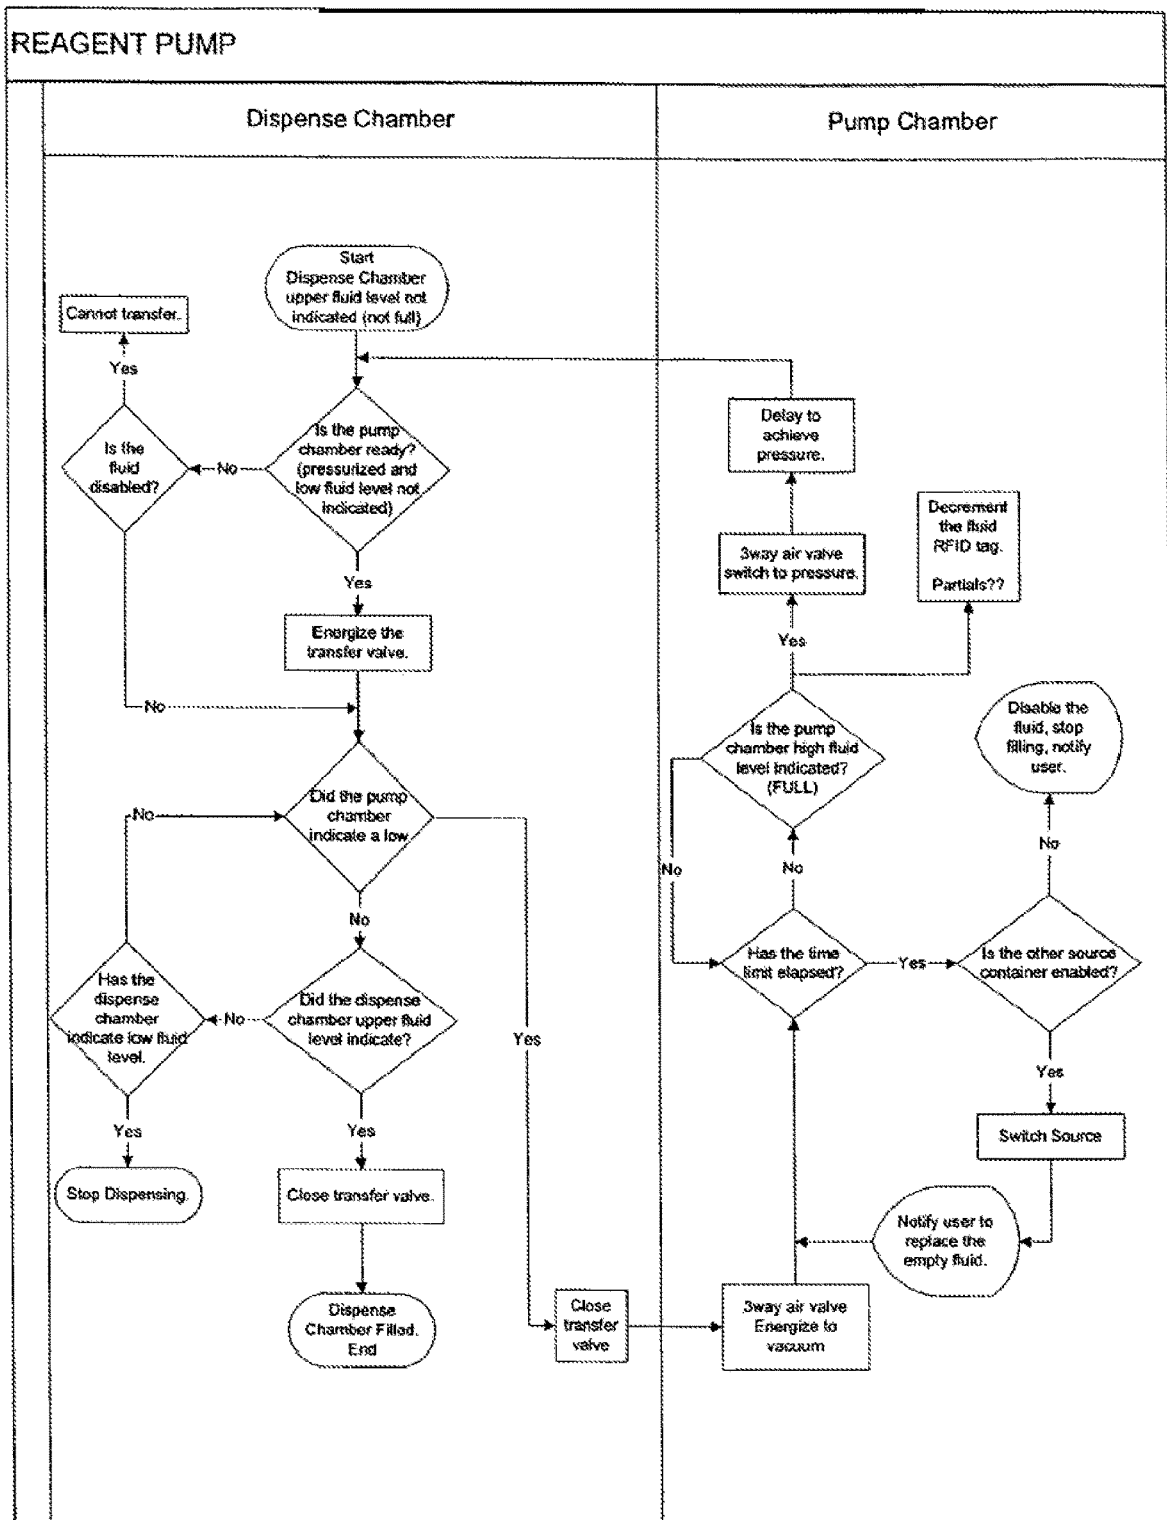 REAGENT PUMP
Dispense Chamber
Pump Chamber
Start
Dispense Chamber
upper fluid level not
indicated (not full)
Cannot transfer.
Yes
Is the
fluid
disabled?
No
Is the pump
chamber ready?
(pressurized and
low fluid level not
indicated)
Yes
Energize the
transfer valve.
No
Did the pump
chamber
indicate a low
No
No
Has the
dispense
chamber
indicate low fluid
level.
No
Did the dispense
chamber upper fluid
level indicate?
Yes
Yes
Yes
Stop Dispensing.
Close transfer valve.
Dispense
Chamber Filled.
End
Close
transfer
valve
Delay to
achieve
pressure.
3way air valve
switch to pressure.
Decrement
the fluid
RFID tag.
Partials??
Yes
Is the pump
chamber high fluid
level indicated?
(FULL)
Disable the
fluid, stop
filling, notify
user.
No
No
No
Has the time
limit elapsed?
Yes
Is the other source
container enabled?
Yes
Switch Source
Notify user to
replace the
empty fluid.
3way air valve
Energize to
vacuum